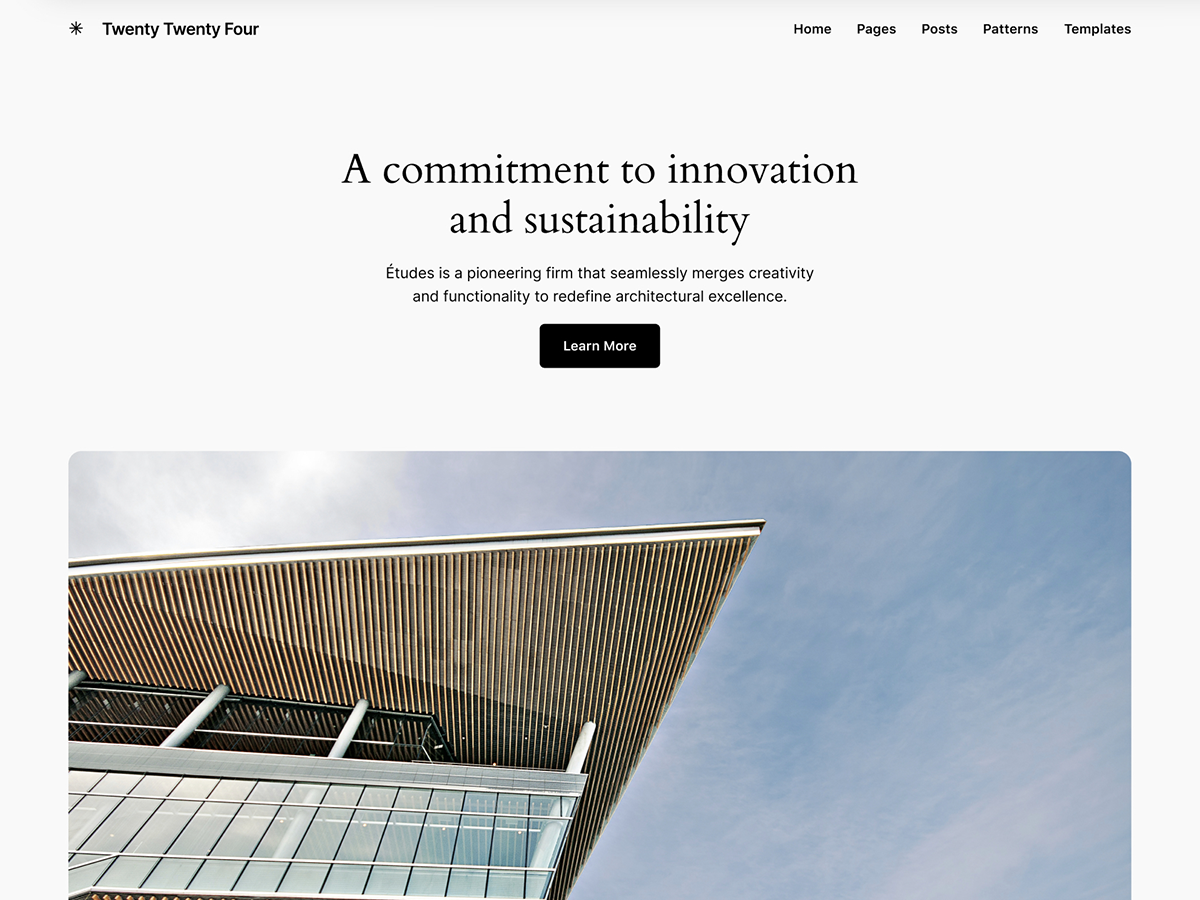 Twenty Twenty Four
Home Pages Posts Patterns Templates
A commitment to innovation
and sustainability
Études is a pioneering firm that seamlessly merges creativity
and functionality to redefine architectural excellence.
Learn More